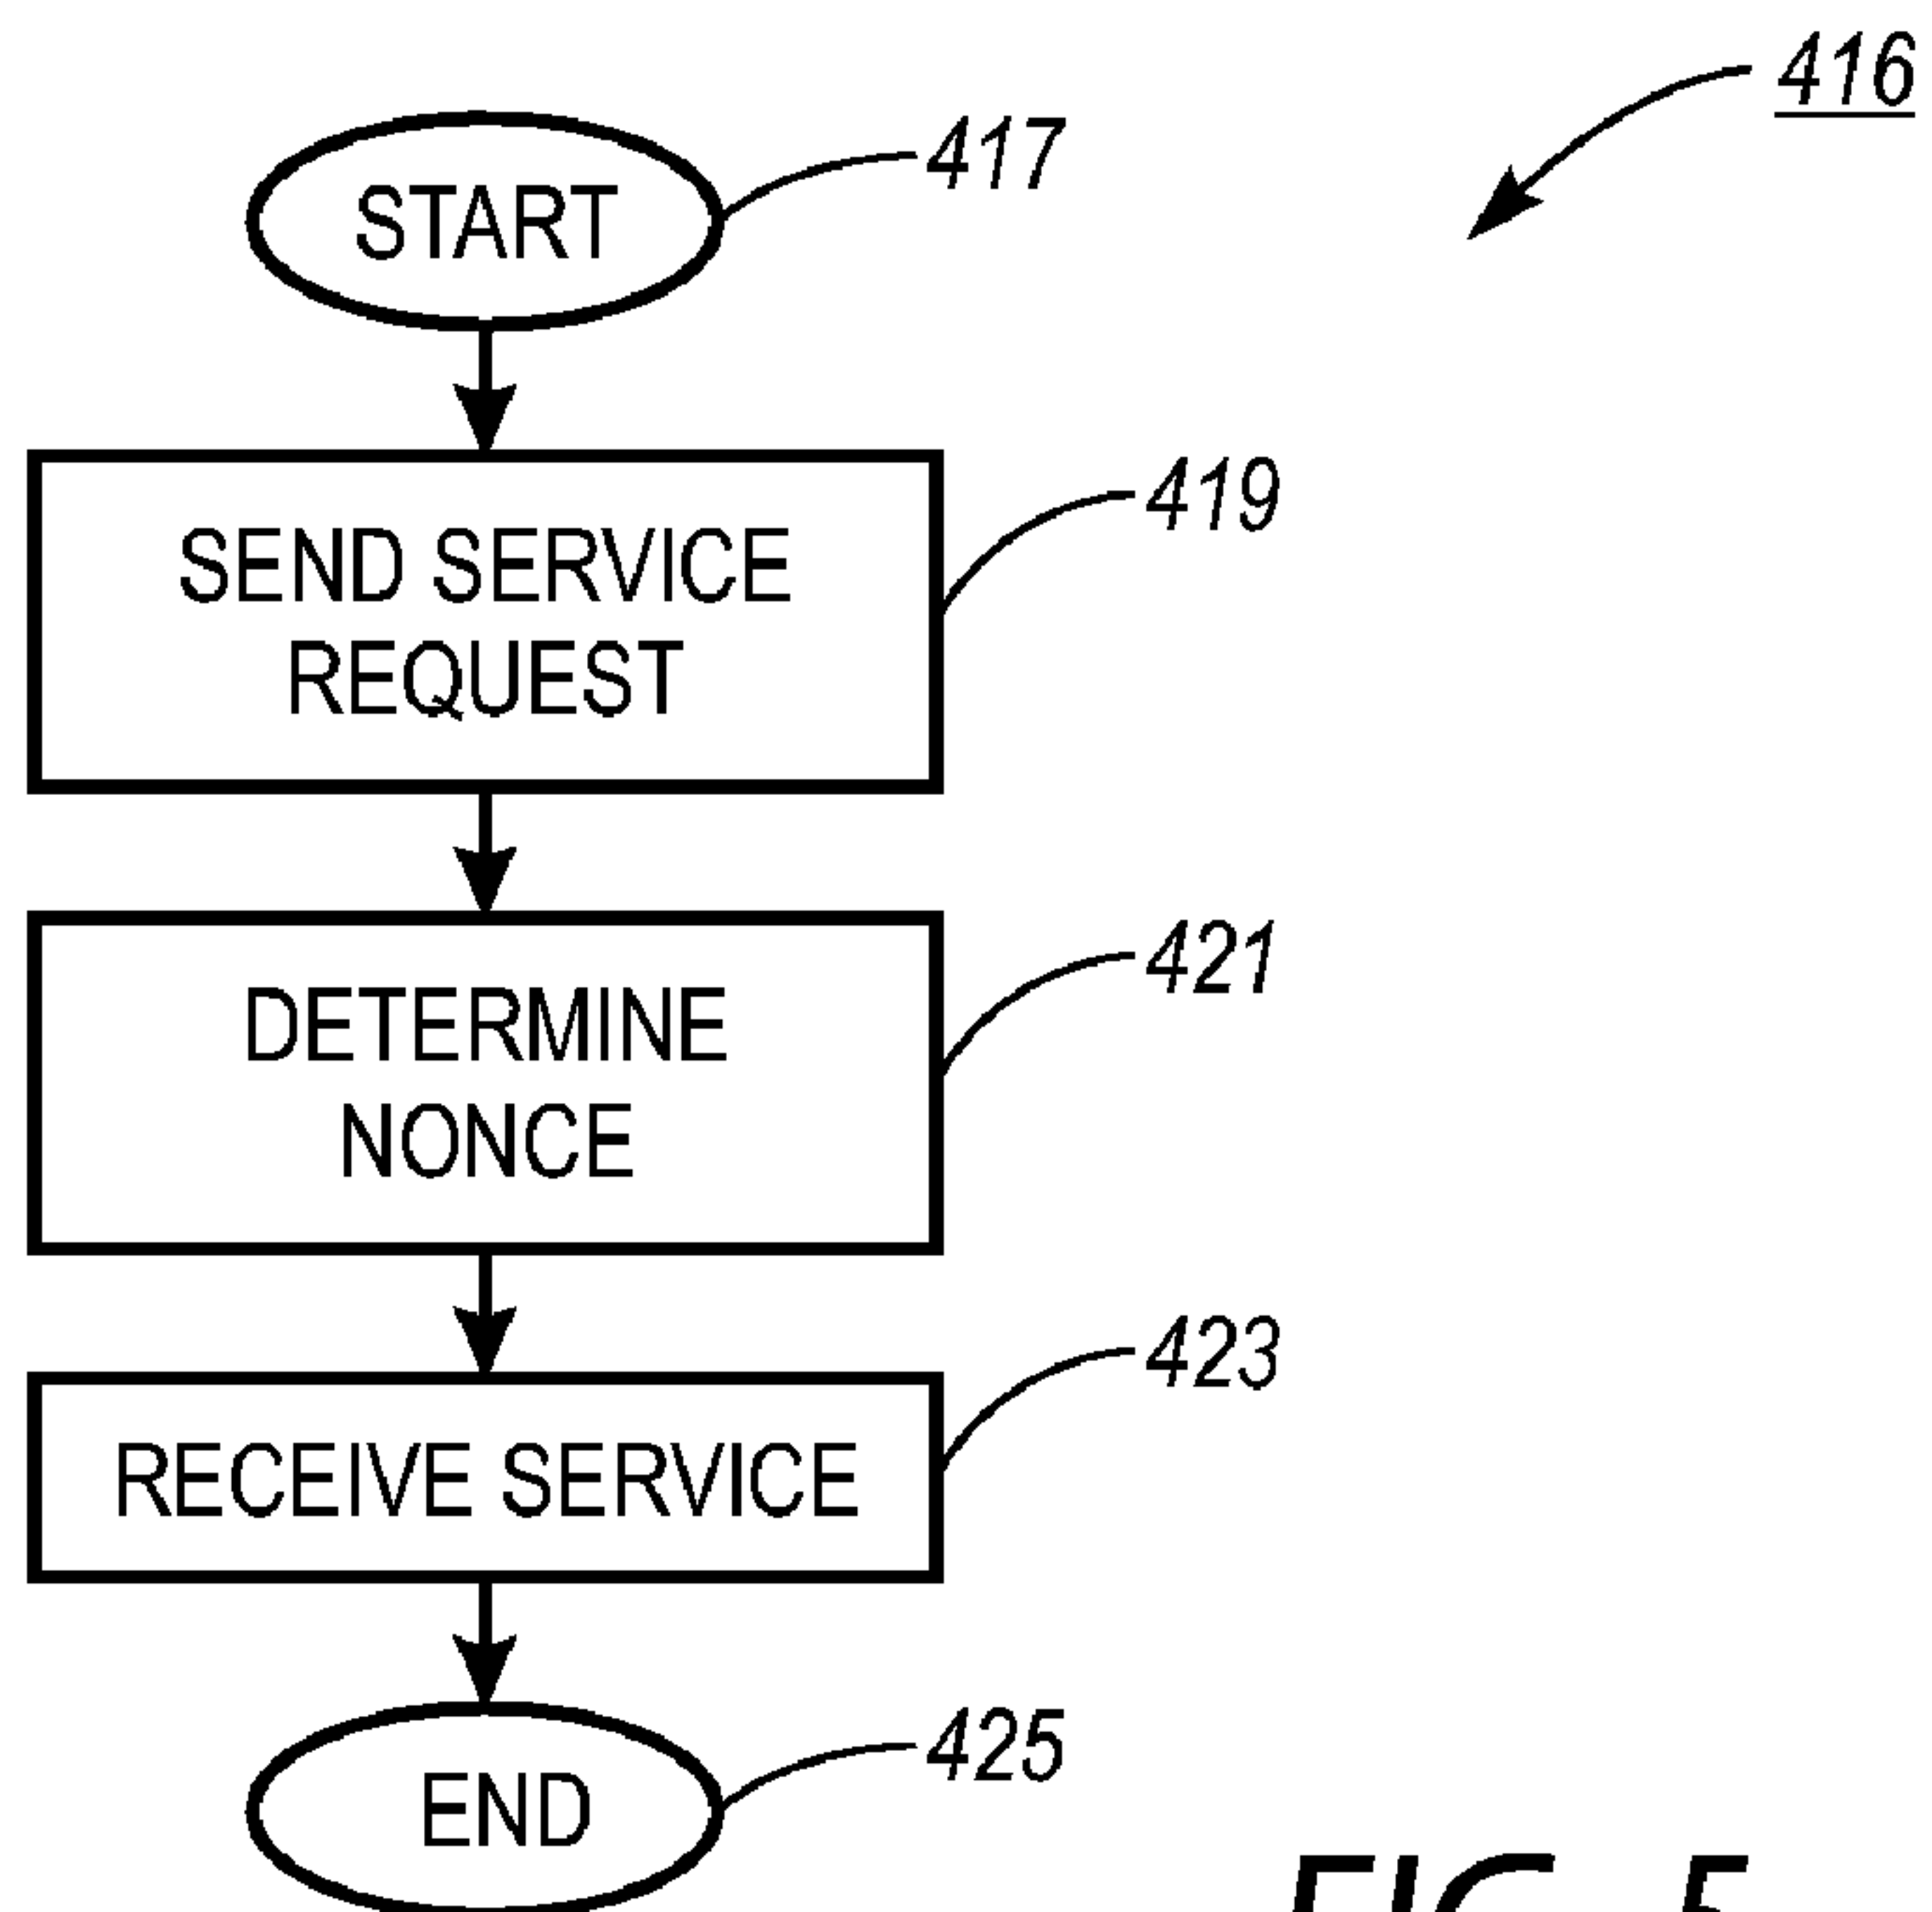 416
START
417
SEND SERVICE
REQUEST
419
DETERMINE
NONCE
421
RECEIVE SERVICE
423
END
425